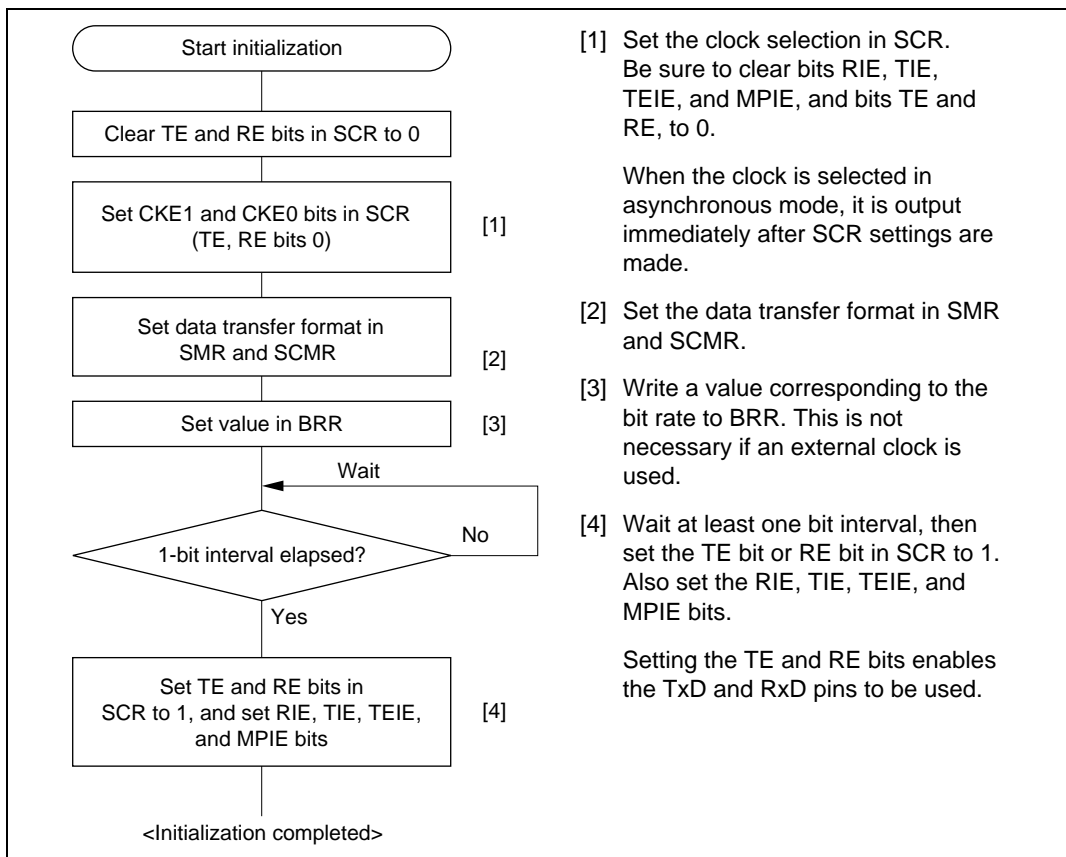 Start initialization
Clear TE and RE bits in SCR to 0
Set CKE1 and CKE0 bits in SCR
(TE, RE bits 0)
[1]
Set data transfer format in
SMR and SCMR
[2]
Set value in BRR
[3]
Wait
1-bit interval elapsed?
No
Yes
Set TE and RE bits in
SCR to 1, and set RIE, TIE, TEIE,
and MPIE bits
[4]
<Initialization completed>
[1] Set the clock selection in SCR.
Be sure to clear bits RIE, TIE,
TEIE, and MPIE, and bits TE and
RE, to 0.
When the clock is selected in
asynchronous mode, it is output
immediately after SCR settings are
made.
[2] Set the data transfer format in SMR
and SCMR.
[3] Write a value corresponding to the
bit rate to BRR. This is not
necessary if an external clock is
used.
[4] Wait at least one bit interval, then
set the TE bit or RE bit in SCR to 1.
Also set the RIE, TIE, TEIE, and
MPIE bits.
Setting the TE and RE bits enables
the TxD and RxD pins to be used.